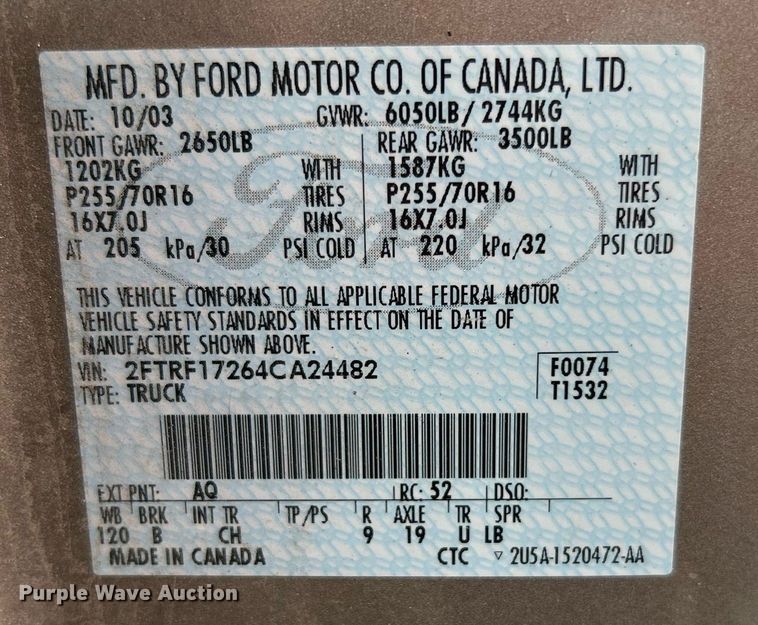 MFD. BY FORD MOTOR CO. OF CANADA, LTD.
DATE: 10/03 GVWR: 6050LB/ 2744KG
FRONT GAWR: 2650LB REAR GAWR: 3500LB
1202KG WITH 1587KG WITH
P255/70R16 TIRES P255/70R16 TIRES
16X7.0J RIMS 16X7.0J RIMS
AT 205 kPa/30 PSI COLD AT 220 kPa/32 PSI COLD
Ford
THIS VEHICLE CONFORMS TO ALL APPLICABLE FEDERAL MOTOR
VEHICLE SAFETY STANDARDS IN EFFECT ON THE DATE OF
MANUFACTURE SHOWN ABOVE.
VIN: 2FTRF17264CA24482 F0074
TYPE: TRUCK T1532
EXT PNT: AQ RC: 52 DSO:
WB BRK INT TR TP/PS R AXLE TR SPR
120 B CH 9 19 U LB
MADE IN CANADA CTC ▿ 2U5A-1520472-AA
Purple Wave Auction